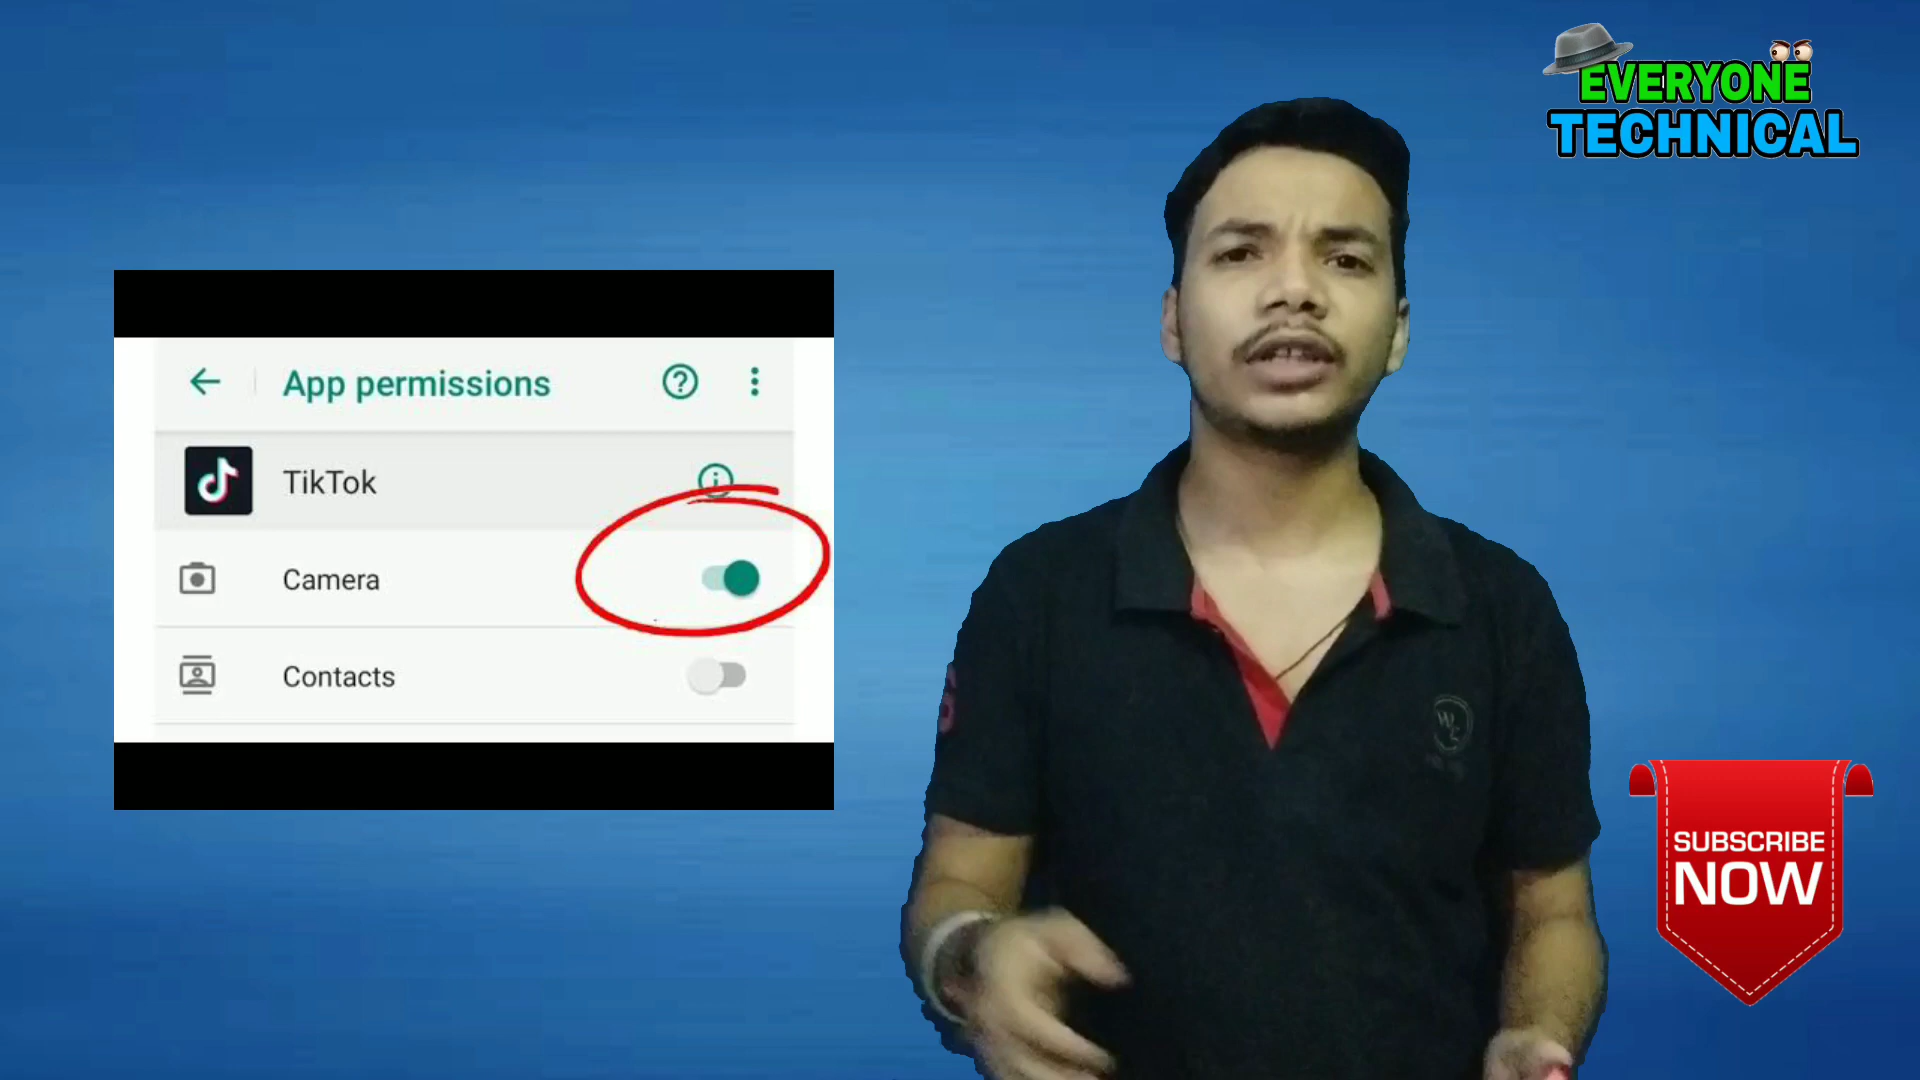 EVERYONE
TECHNICAL
App permissions
TikTok
Camera
Contacts
SUBSCRIBE
NOW